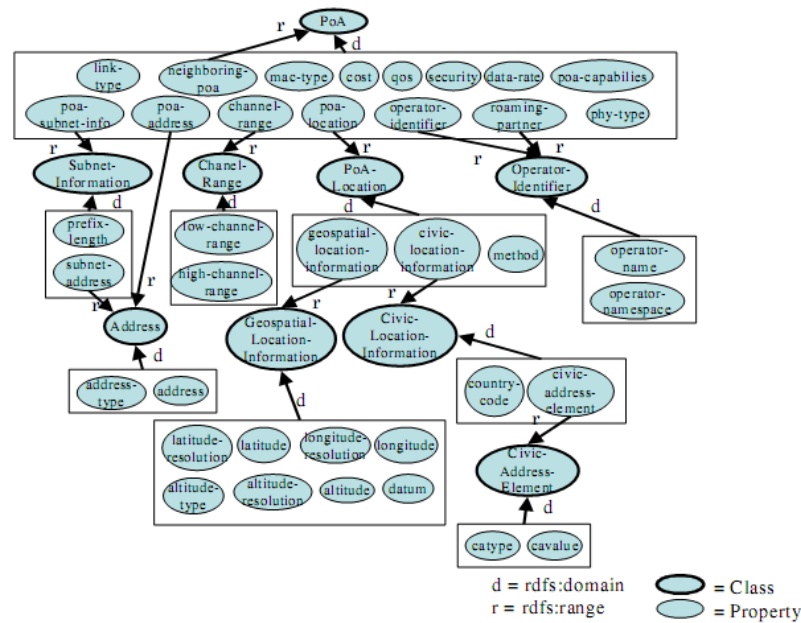 PoA
r
d
link-
type
neighboring-
poa
mac-type
cost
qos
security
data-rate
poa-capabilies
poa-
subnet-info
poa-
address
channel-
range
poa-
location
operator-
identifier
roaming-
partner
phy-type
r
r
r
r
r
Subnet-
Information
Chanel-
Range
PoA-
Location
Operator-
Identifier
d
d
d
d
prefix-
length
subnet-
address
low-channel-
range
high-channel-
range
geospatial-
location-
information
civic-
location-
information
method
operator-
name
operator-
namespace
r
r
r
r
Address
Geospatial-
Location-
Information
Civic-
Location-
Information
d
d
d
address-
type
address
country-
code
civic-
address-
element
r
latitude-
resolution
latitude
longitude-
resolution
longitude
altitude-
type
altitude-
resolution
altitude
datum
Civic-
Address-
Element
d
catype
cavalue
d = rdfs:domain
r = rdfs:range
= Class
= Property